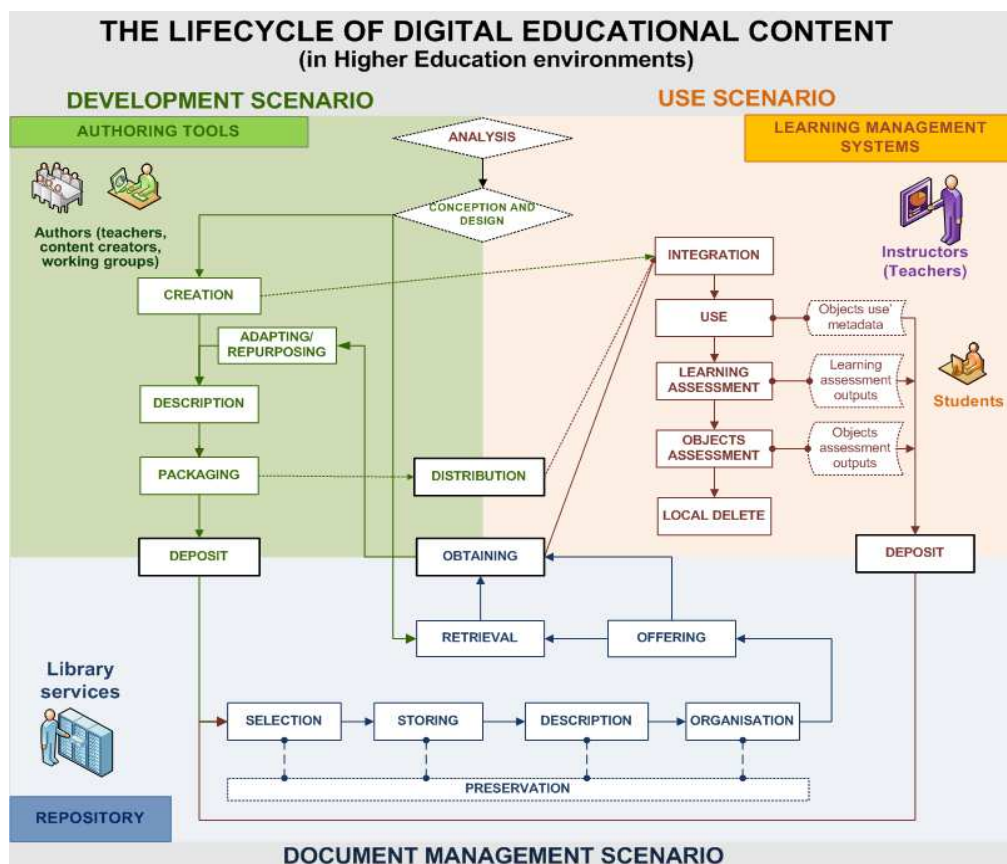 THE LIFECYCLE OF DIGITAL EDUCATIONAL CONTENT
(in Higher Education environments)
DEVELOPMENT SCENARIO
USE SCENARIO
AUTHORING TOOLS
LEARNING MANAGEMENT
SYSTEMS
ANALYSIS
CONCEPTION AND
DESIGN
Authors (teachers,
content creators,
working groups)
Instructors
(Teachers)
INTEGRATION
CREATION
USE
Objects use'
metadata
ADAPTING/
REPURPOSING
LEARNING
ASSESSMENT
Learning
assessment
outputs
Students
DESCRIPTION
OBJECTS
ASSESSMENT
Objects
assessment
outputs
PACKAGING
DISTRIBUTION
LOCAL DELETE
DEPOSIT
OBTAINING
DEPOSIT
RETRIEVAL
OFFERING
Library
services
SELECTION
STORING
DESCRIPTION
ORGANISATION
PRESERVATION
REPOSITORY
DOCUMENT MANAGEMENT SCENARIO